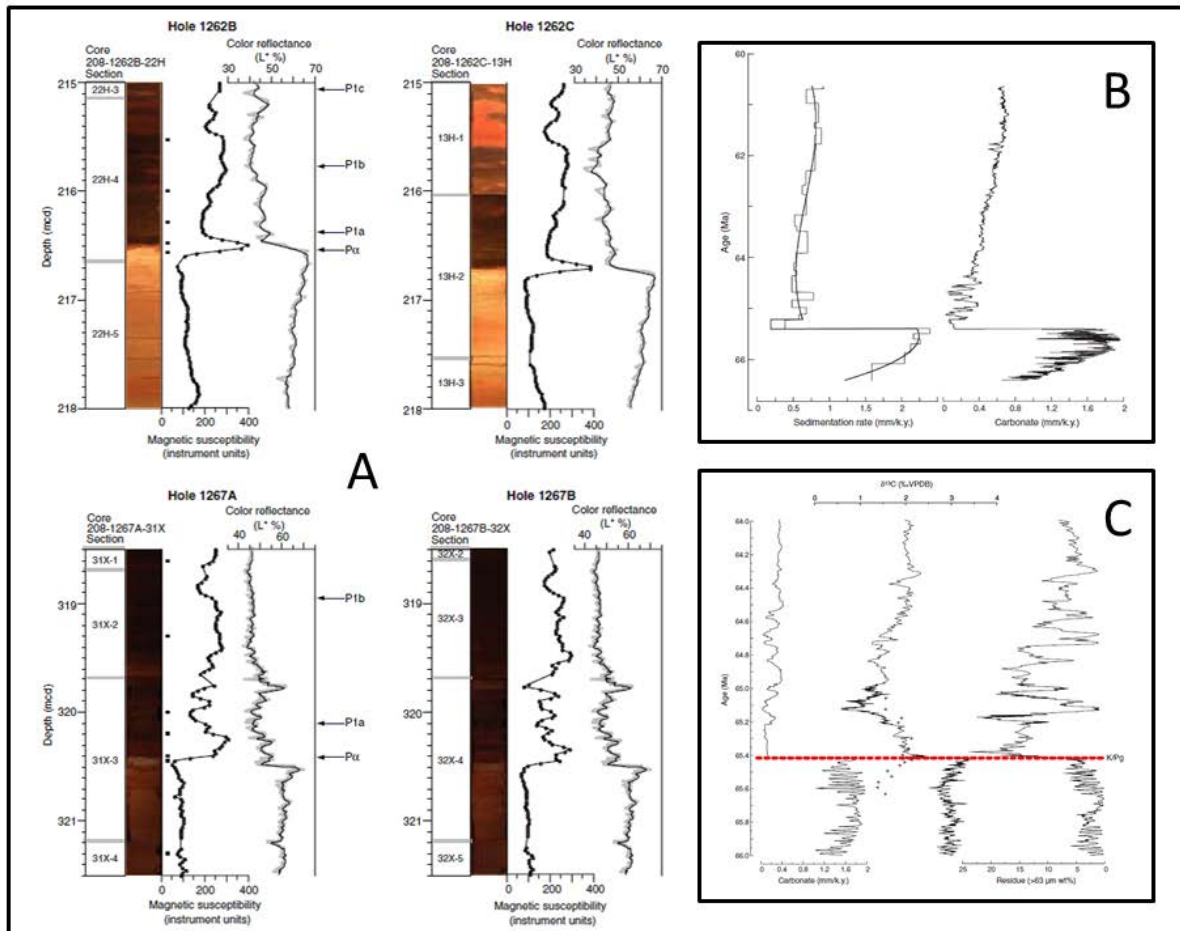 Hole 1262B
Core
208-1262B-22H
Section
Color reflectance
(L* %)
30 50 70
215
216
217
218
Depth (mcd)
22H-3
22H-4
22H-5
P1c
P1b
P1a
Pα
0 200 400
Magnetic susceptibility
(instrument units)
Hole 1262C
Core
208-1262C-13H
Section
Color reflectance
(L* %)
30 50 70
13H-1
13H-2
13H-3
0 200 400
Magnetic susceptibility
(instrument units)
A
Hole 1267A
Core
208-1267A-31X
Section
Color reflectance
(L* %)
40 60
319
320
321
Depth (mcd)
31X-1
31X-2
31X-3
31X-4
P1b
P1a
Pα
0 200 400
Magnetic susceptibility
(instrument units)
Hole 1267B
Core
208-1267B-32X
Section
Color reflectance
(L* %)
40 60
32X-2
32X-3
32X-4
32X-5
0 200 400
Magnetic susceptibility
(instrument units)
B
60
62
64
66
Age (Ma)
0 0.5 1 1.5 2
Sedimentation rate (mm/k.y.)
0 0.4 0.8 1.2 1.6 2
Carbonate (mm/k.y.)
C
δ¹³C (‰VPDB)
0 1 2 3 4
64.0
64.2
64.4
64.6
64.8
65.0
65.2
65.4
65.6
65.8
66.0
Age (Ma)
K/Pg
0 0.4 0.8 1.2 1.6 2
Carbonate (mm/k.y.)
25 20 15 10 5 0
Residue (>63 µm wt%)